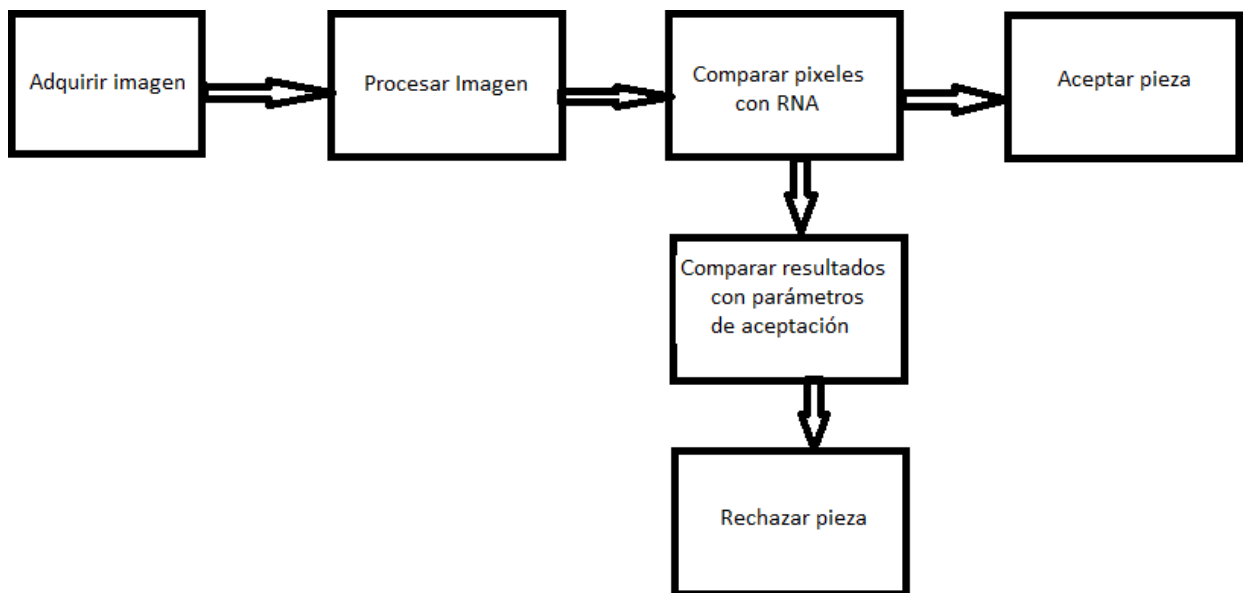 Adquirir imagen
Procesar Imagen
Comparar pixeles
con RNA
Aceptar pieza
Comparar resultados
con parámetros
de aceptación
Rechazar pieza